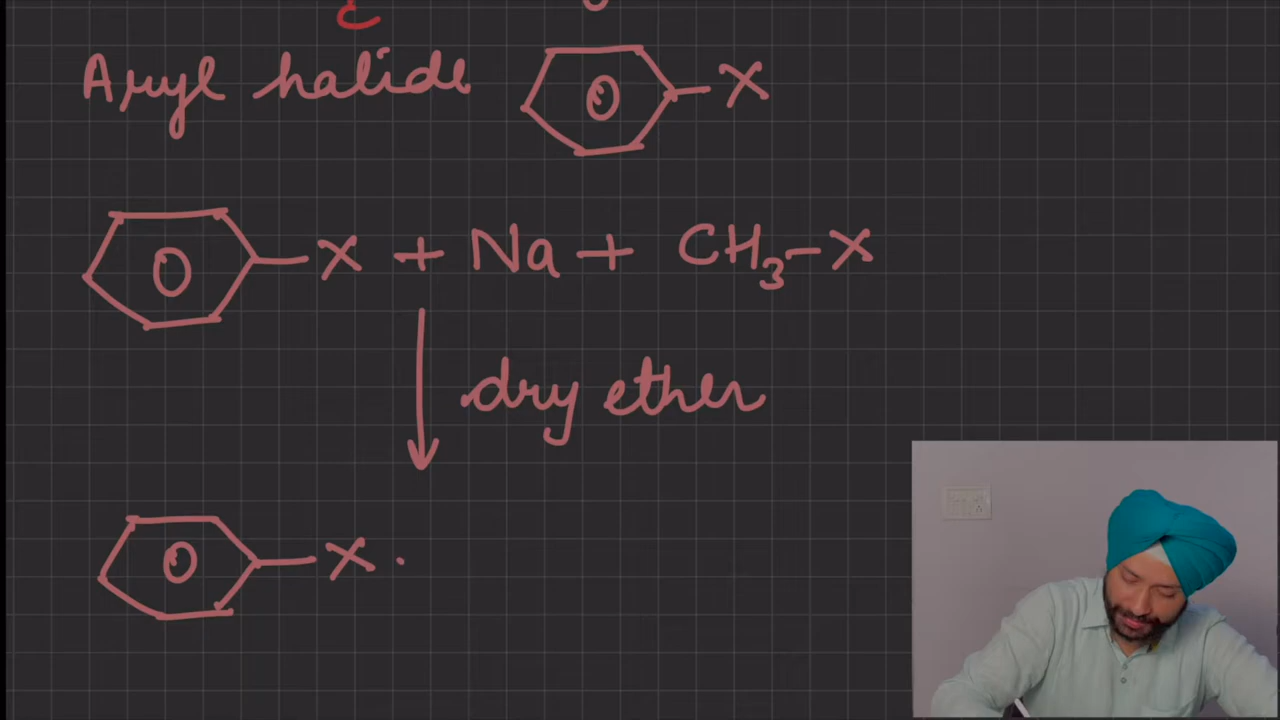 Aryl halide X
X + Na + CH₃-X
dry ether
X